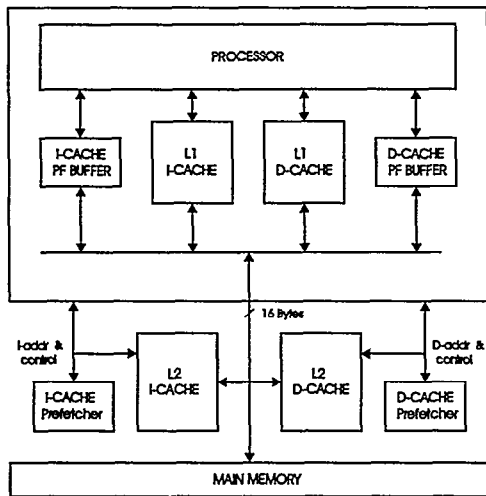 PROCESSOR
I-CACHE
PF BUFFER
L1
I-CACHE
L1
D-CACHE
D-CACHE
PF BUFFER
16 Bytes
I-addr &
control
D-addr &
control
L2
I-CACHE
L2
D-CACHE
I-CACHE
Prefetcher
D-CACHE
Prefetcher
MAIN MEMORY